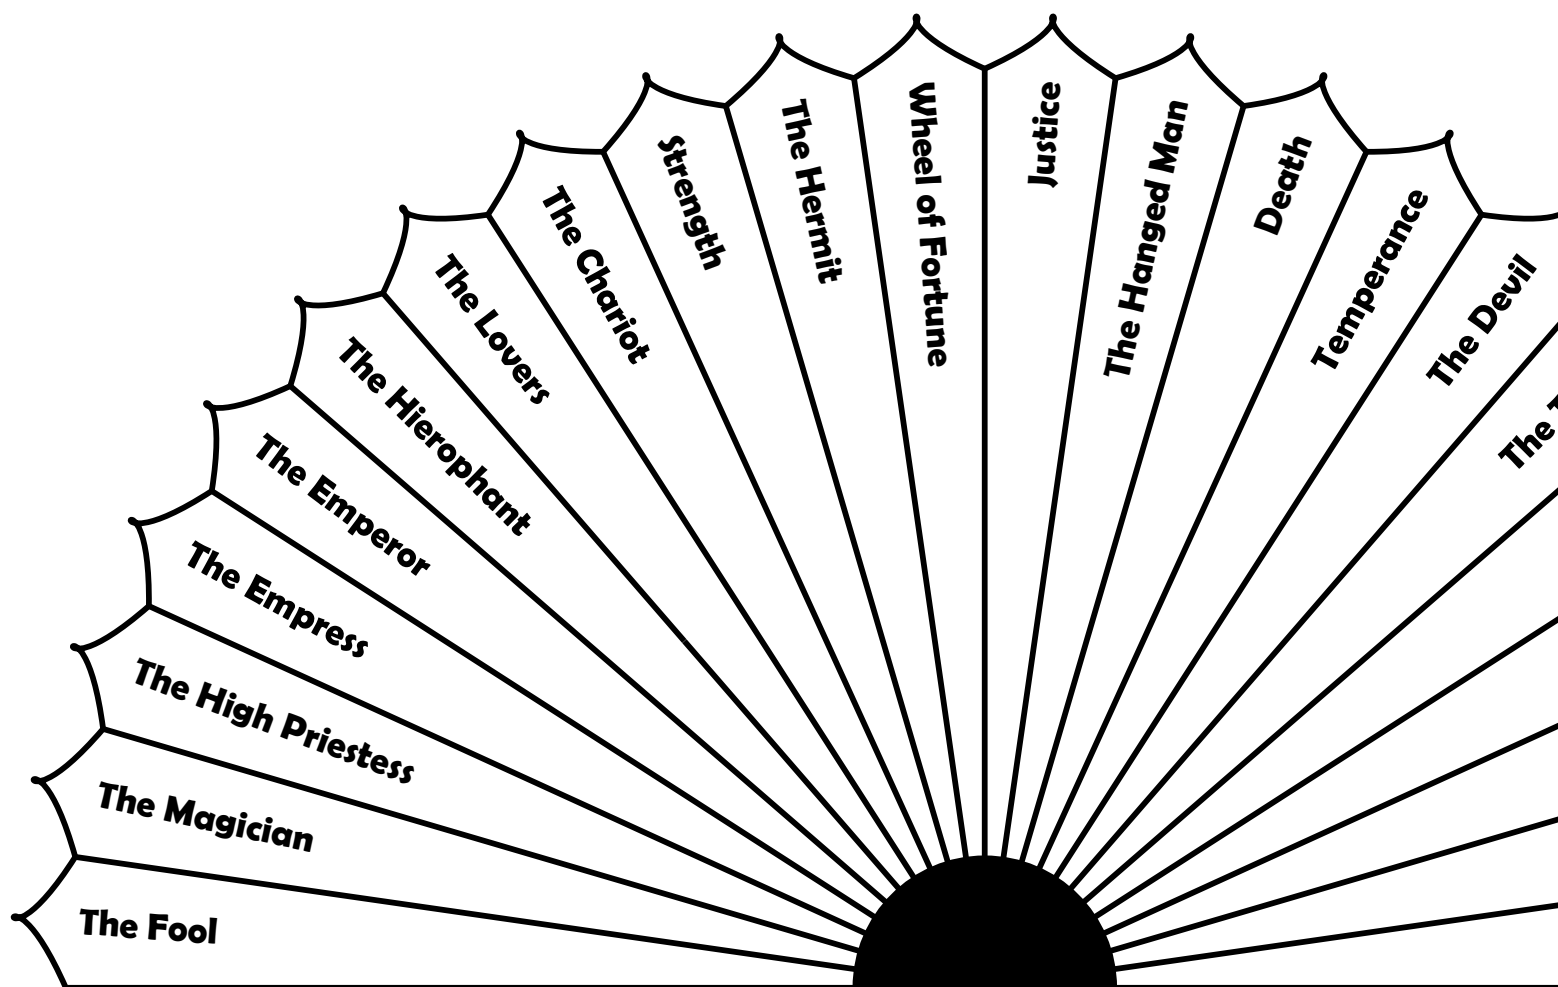 The Fool
The Magician
The High Priestess
The Empress
The Emperor
The Hierophant
The Lovers
The Chariot
Strength
The Hermit
Wheel of Fortune
Justice
The Hanged Man
Death
Temperance
The Devil
The